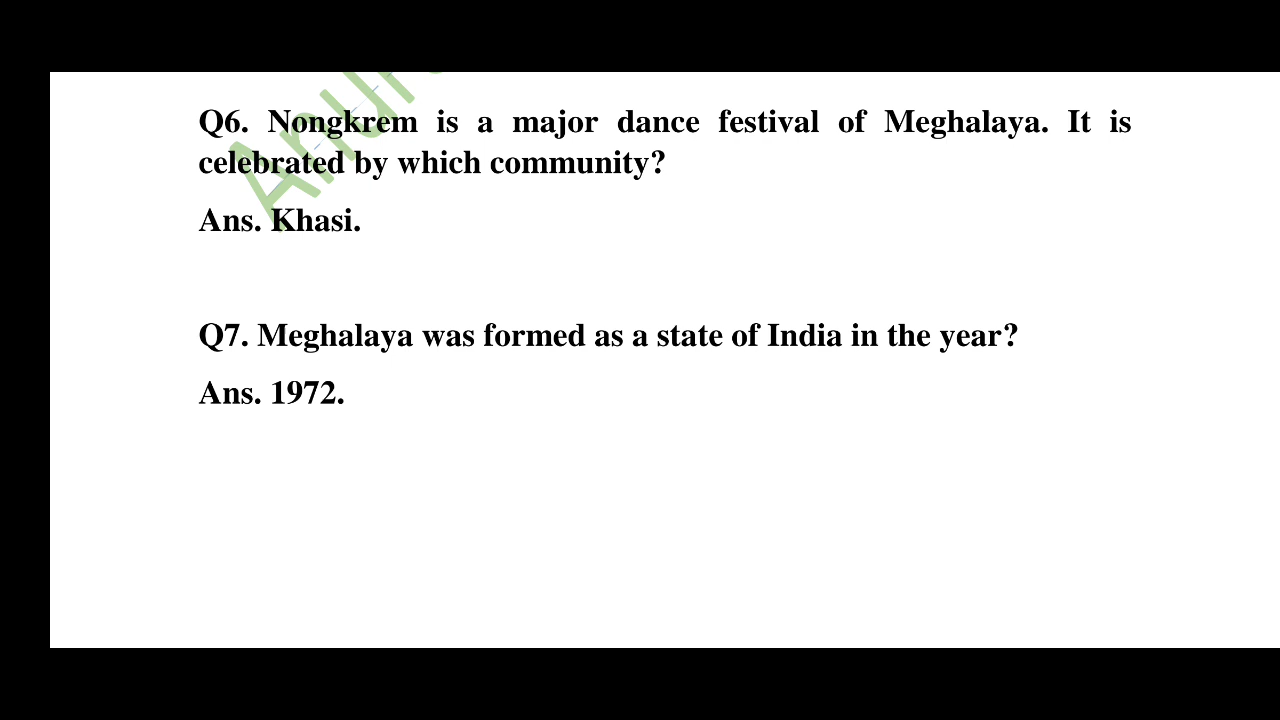 Q6. Nongkrem is a major dance festival of Meghalaya. It is
celebrated by which community?
Ans. Khasi.
Q7. Meghalaya was formed as a state of India in the year?
Ans. 1972.